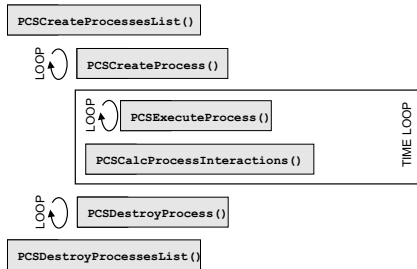 PCSCreateProcessesList()
LOOP
PCSCreateProcess()
LOOP
PCSExecuteProcess()
PCSCalcProcessInteractions()
TIME LOOP
LOOP
PCSDestroyProcess()
PCSDestroyProcessesList()